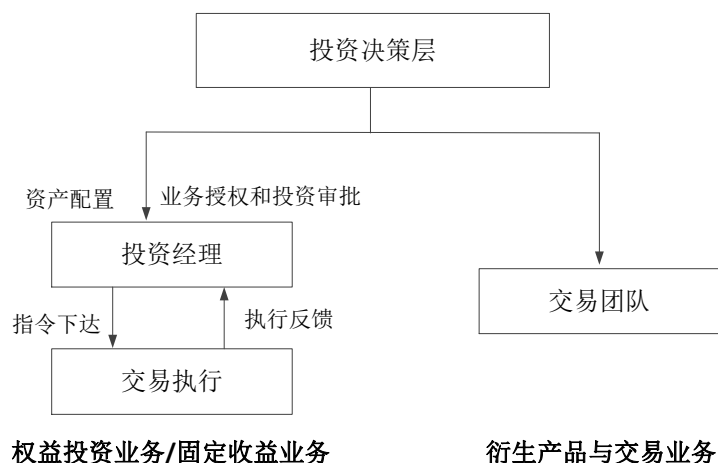 投资决策层
资产配置
业务授权和投资审批
投资经理
交易团队
指令下达
执行反馈
交易执行
权益投资业务/固定收益业务
衍生产品与交易业务